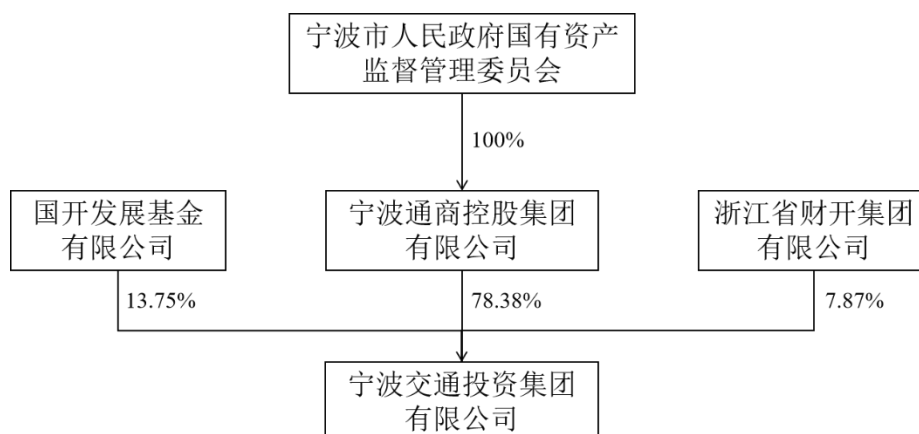 宁波市人民政府国有资产
监督管理委员会
100%
国开发展基金
有限公司
宁波通商控股集团
有限公司
浙江省财开集团
有限公司
13.75%
78.38%
7.87%
宁波交通投资集团
有限公司